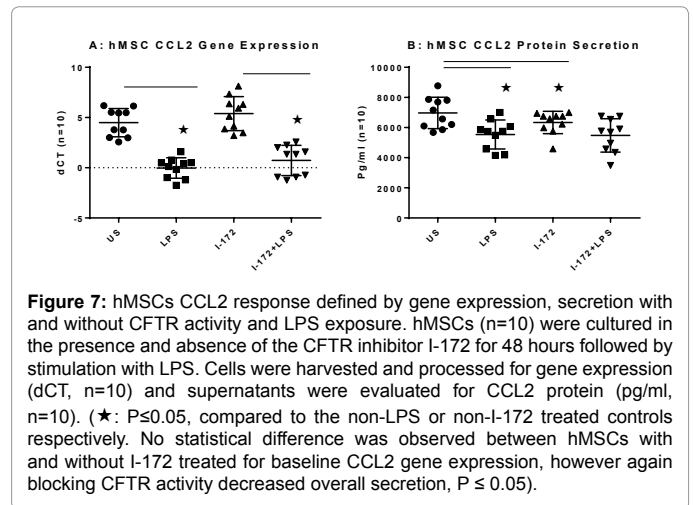 A: hMSC CCL2 Gene Expression
dCT (n=10)
10
5
0
-5
US
LPS
I-172
I-172+LPS
B: hMSC CCL2 Protein Secretion
Pg/ml (n=10)
10000
8000
6000
4000
2000
0
US
LPS
I-172
I-172+LPS
Figure 7: hMSCs CCL2 response defined by gene expression, secretion with
and without CFTR activity and LPS exposure. hMSCs (n=10) were cultured in
the presence and absence of the CFTR inhibitor I-172 for 48 hours followed by
stimulation with LPS. Cells were harvested and processed for gene expression
(dCT, n=10) and supernatants were evaluated for CCL2 protein (pg/ml,
n=10). (★: P≤0.05, compared to the non-LPS or non-I-172 treated controls
respectively. No statistical difference was observed between hMSCs with
and without I-172 treated for baseline CCL2 gene expression, however again
blocking CFTR activity decreased overall secretion, P ≤ 0.05).